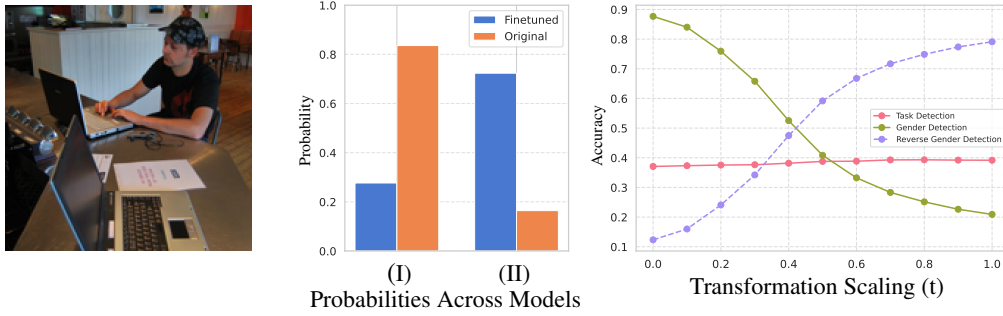 1.0
0.8
0.6
0.4
0.2
0.0
Probability
Finetuned
Original
(I)
(II)
Probabilities Across Models
0.9
0.8
0.7
0.6
0.5
0.4
0.3
0.2
0.1
Accuracy
Task Detection
Gender Detection
Reverse Gender Detection
0.0
0.2
0.4
0.6
0.8
1.0
Transformation Scaling (t)